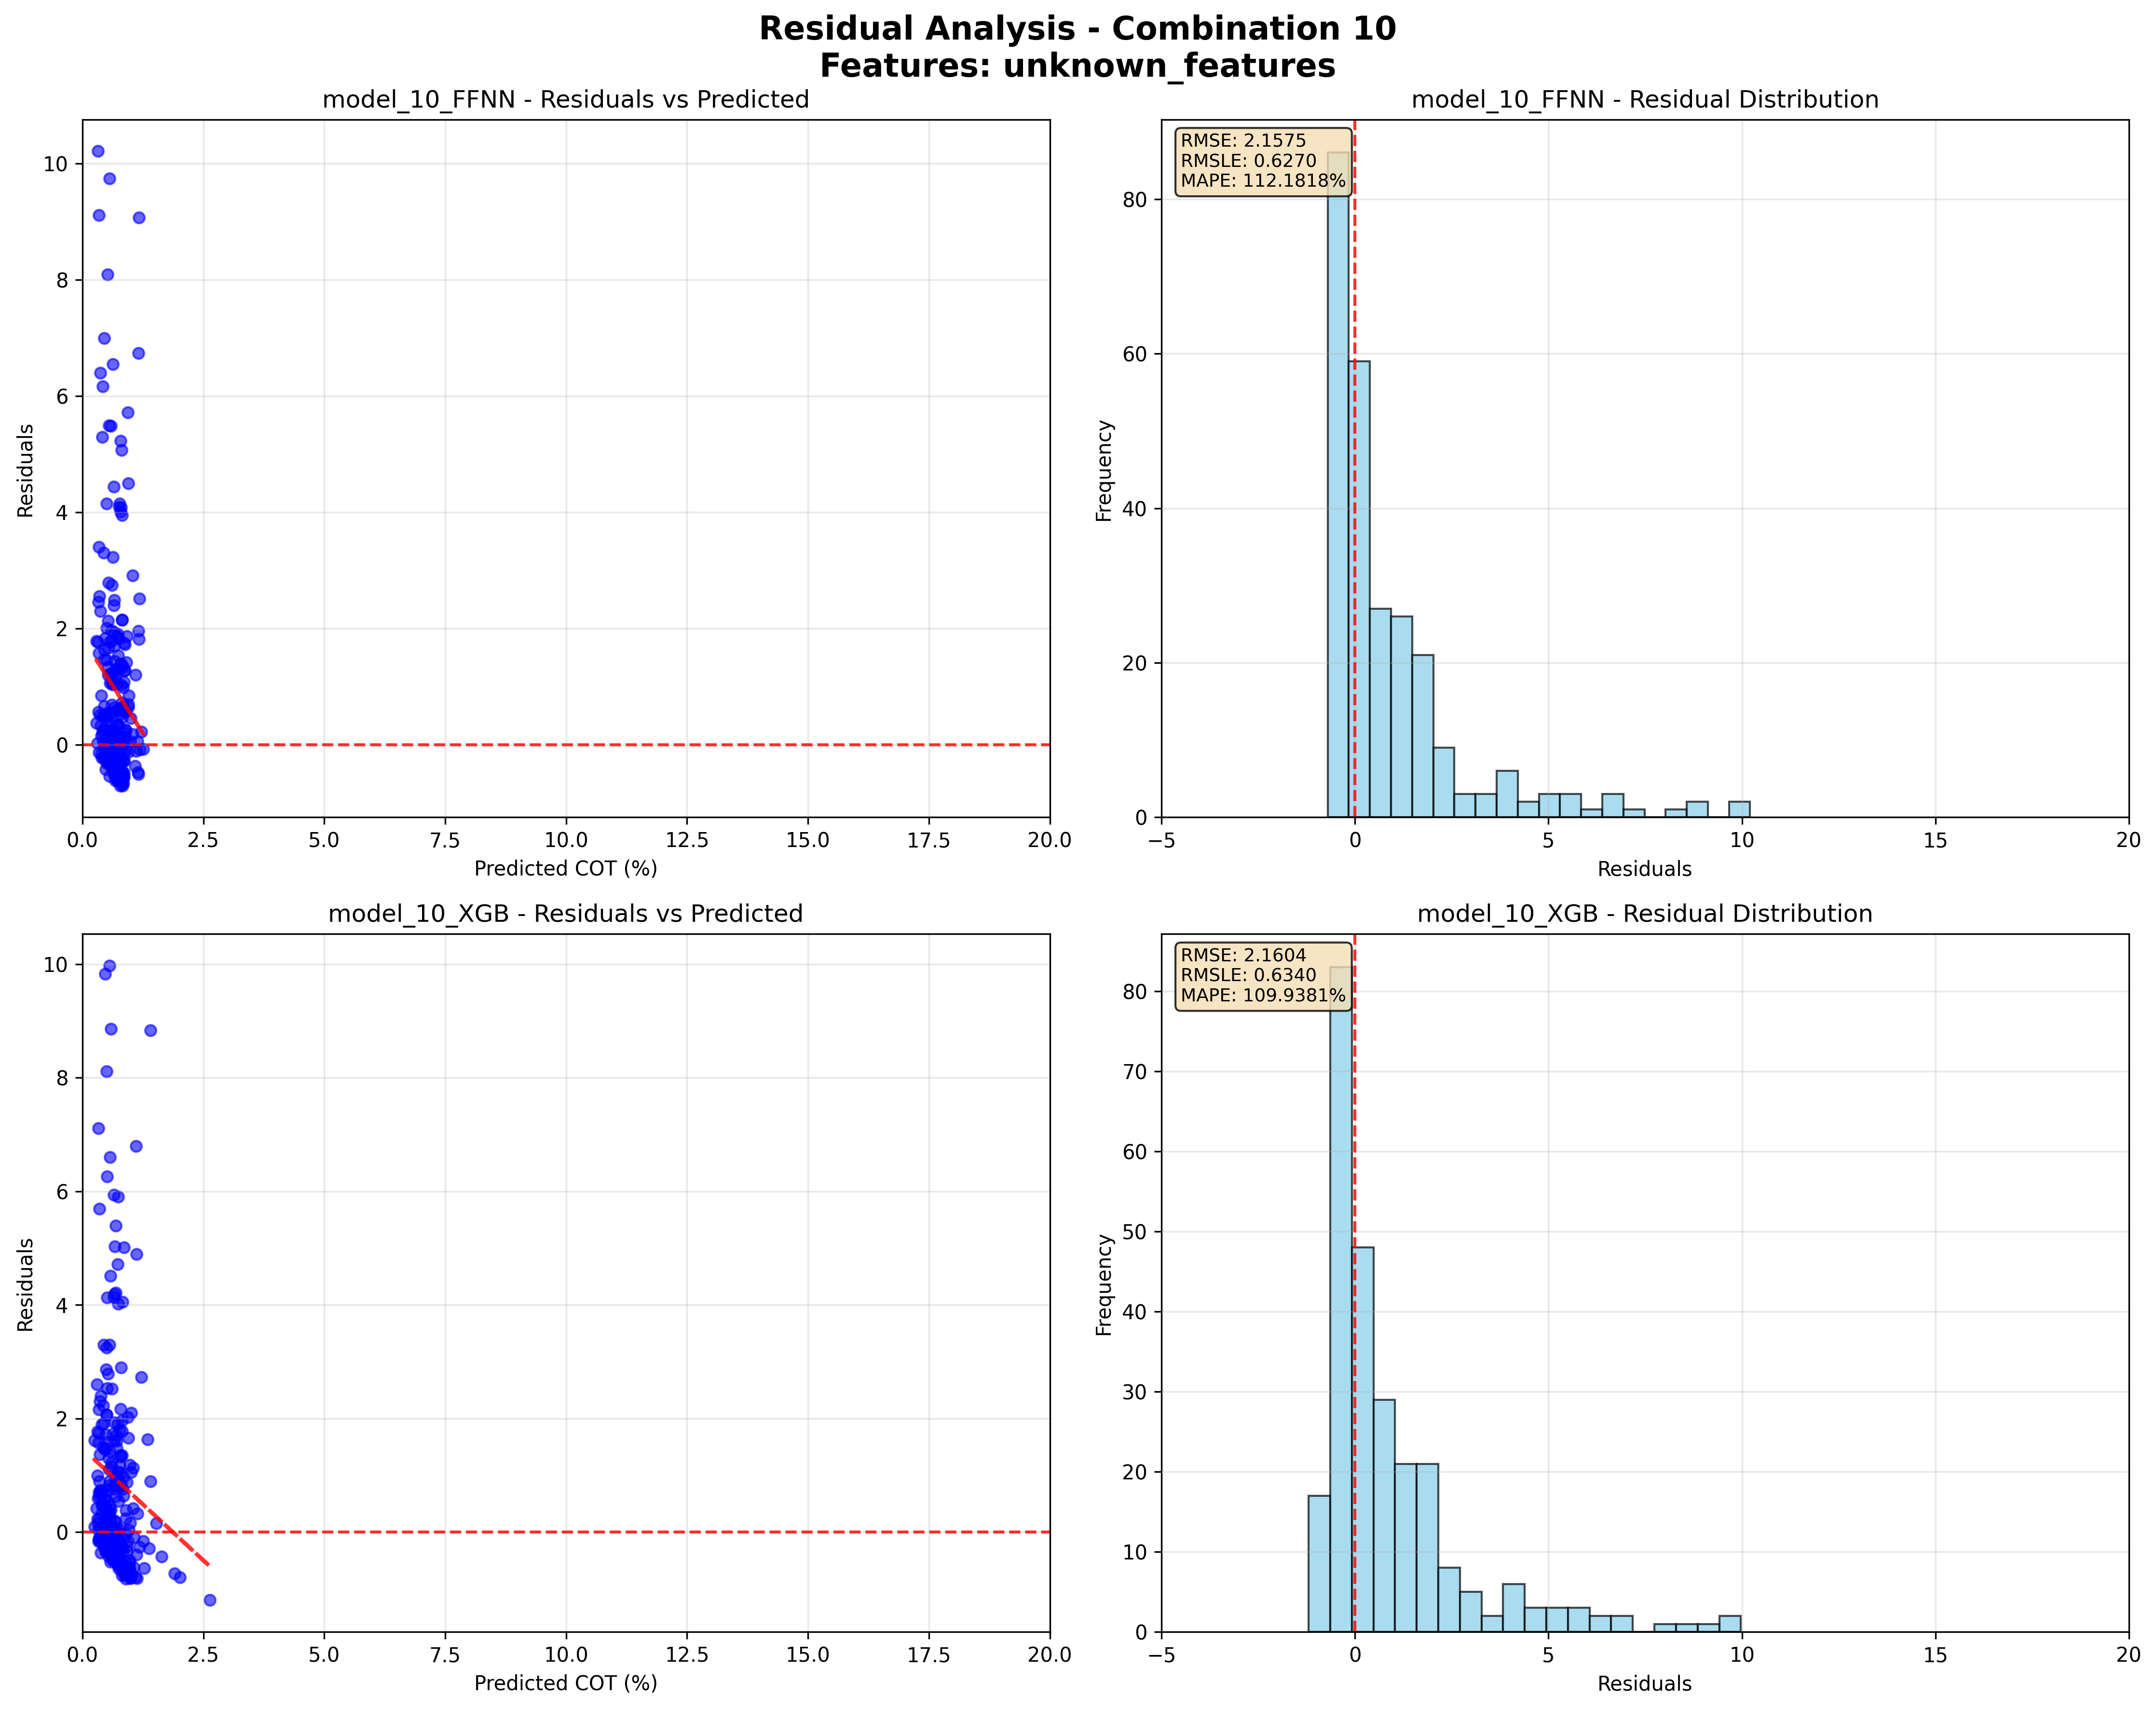 Residual Analysis - Combination 10
Features: unknown_features
model_10_FFNN - Residuals vs Predicted
10
8
6
4
2
0
Residuals
0.0 2.5 5.0 7.5 10.0 12.5 15.0 17.5 20.0
Predicted COT (%)
model_10_FFNN - Residual Distribution
RMSE: 2.1575
RMSLE: 0.6270
MAPE: 112.1818%
80
60
40
20
0
Frequency
−5 0 5 10 15 20
Residuals
model_10_XGB - Residuals vs Predicted
10
8
6
4
2
0
Residuals
0.0 2.5 5.0 7.5 10.0 12.5 15.0 17.5 20.0
Predicted COT (%)
model_10_XGB - Residual Distribution
RMSE: 2.1604
RMSLE: 0.6340
MAPE: 109.9381%
80
70
60
50
40
30
20
10
0
Frequency
−5 0 5 10 15 20
Residuals